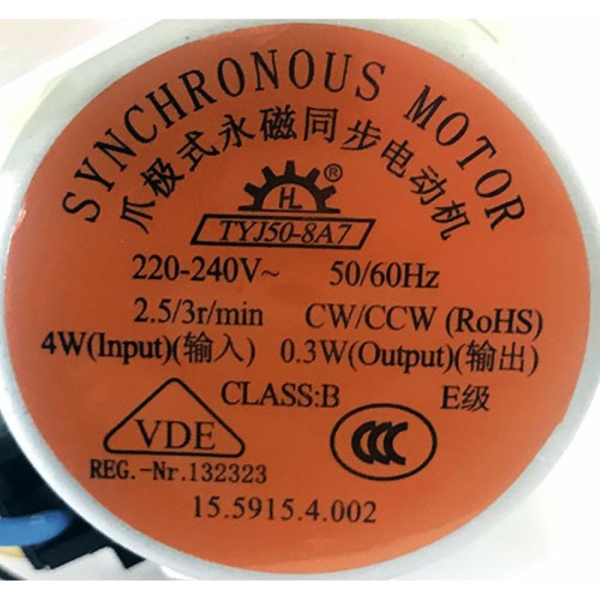 SYNCHRONOUS MOTOR
爪极式永磁同步电动机
HL ®
TYJ50-8A7
220-240V~ 50/60Hz
2.5/3r/min CW/CCW (RoHS)
4W(Input)(输入) 0.3W(Output)(输出)
CLASS:B E级
VDE
CCC
REG.-Nr.132323
15.5915.4.002